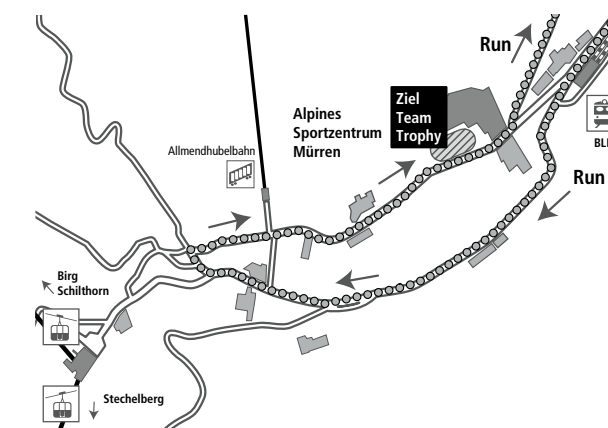 Run
Ziel
Team
Trophy
Alpines
Sportzentrum
Mürren
Allmendhubelbahn
Run
Birg
Schilthorn
Stechelberg